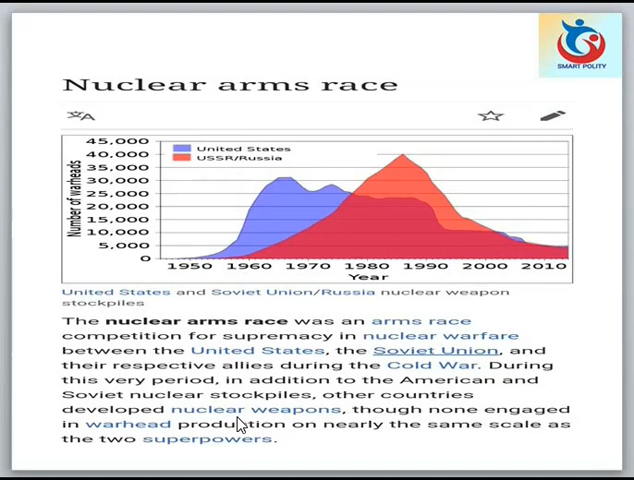 SMART POLITY
Nuclear arms race
45,000
40,000
35,000
30,000
25,000
20,000
15,000
10,000
5,000
0
Number of warheads
United States
USSR/Russia
1950 1960 1970 1980 1990 2000 2010
Year
United States and Soviet Union/Russia nuclear weapon
stockpiles
The nuclear arms race was an arms race
competition for supremacy in nuclear warfare
between the United States, the Soviet Union, and
their respective allies during the Cold War. During
this very period, in addition to the American and
Soviet nuclear stockpiles, other countries
developed nuclear weapons, though none engaged
in warhead production on nearly the same scale as
the two superpowers.